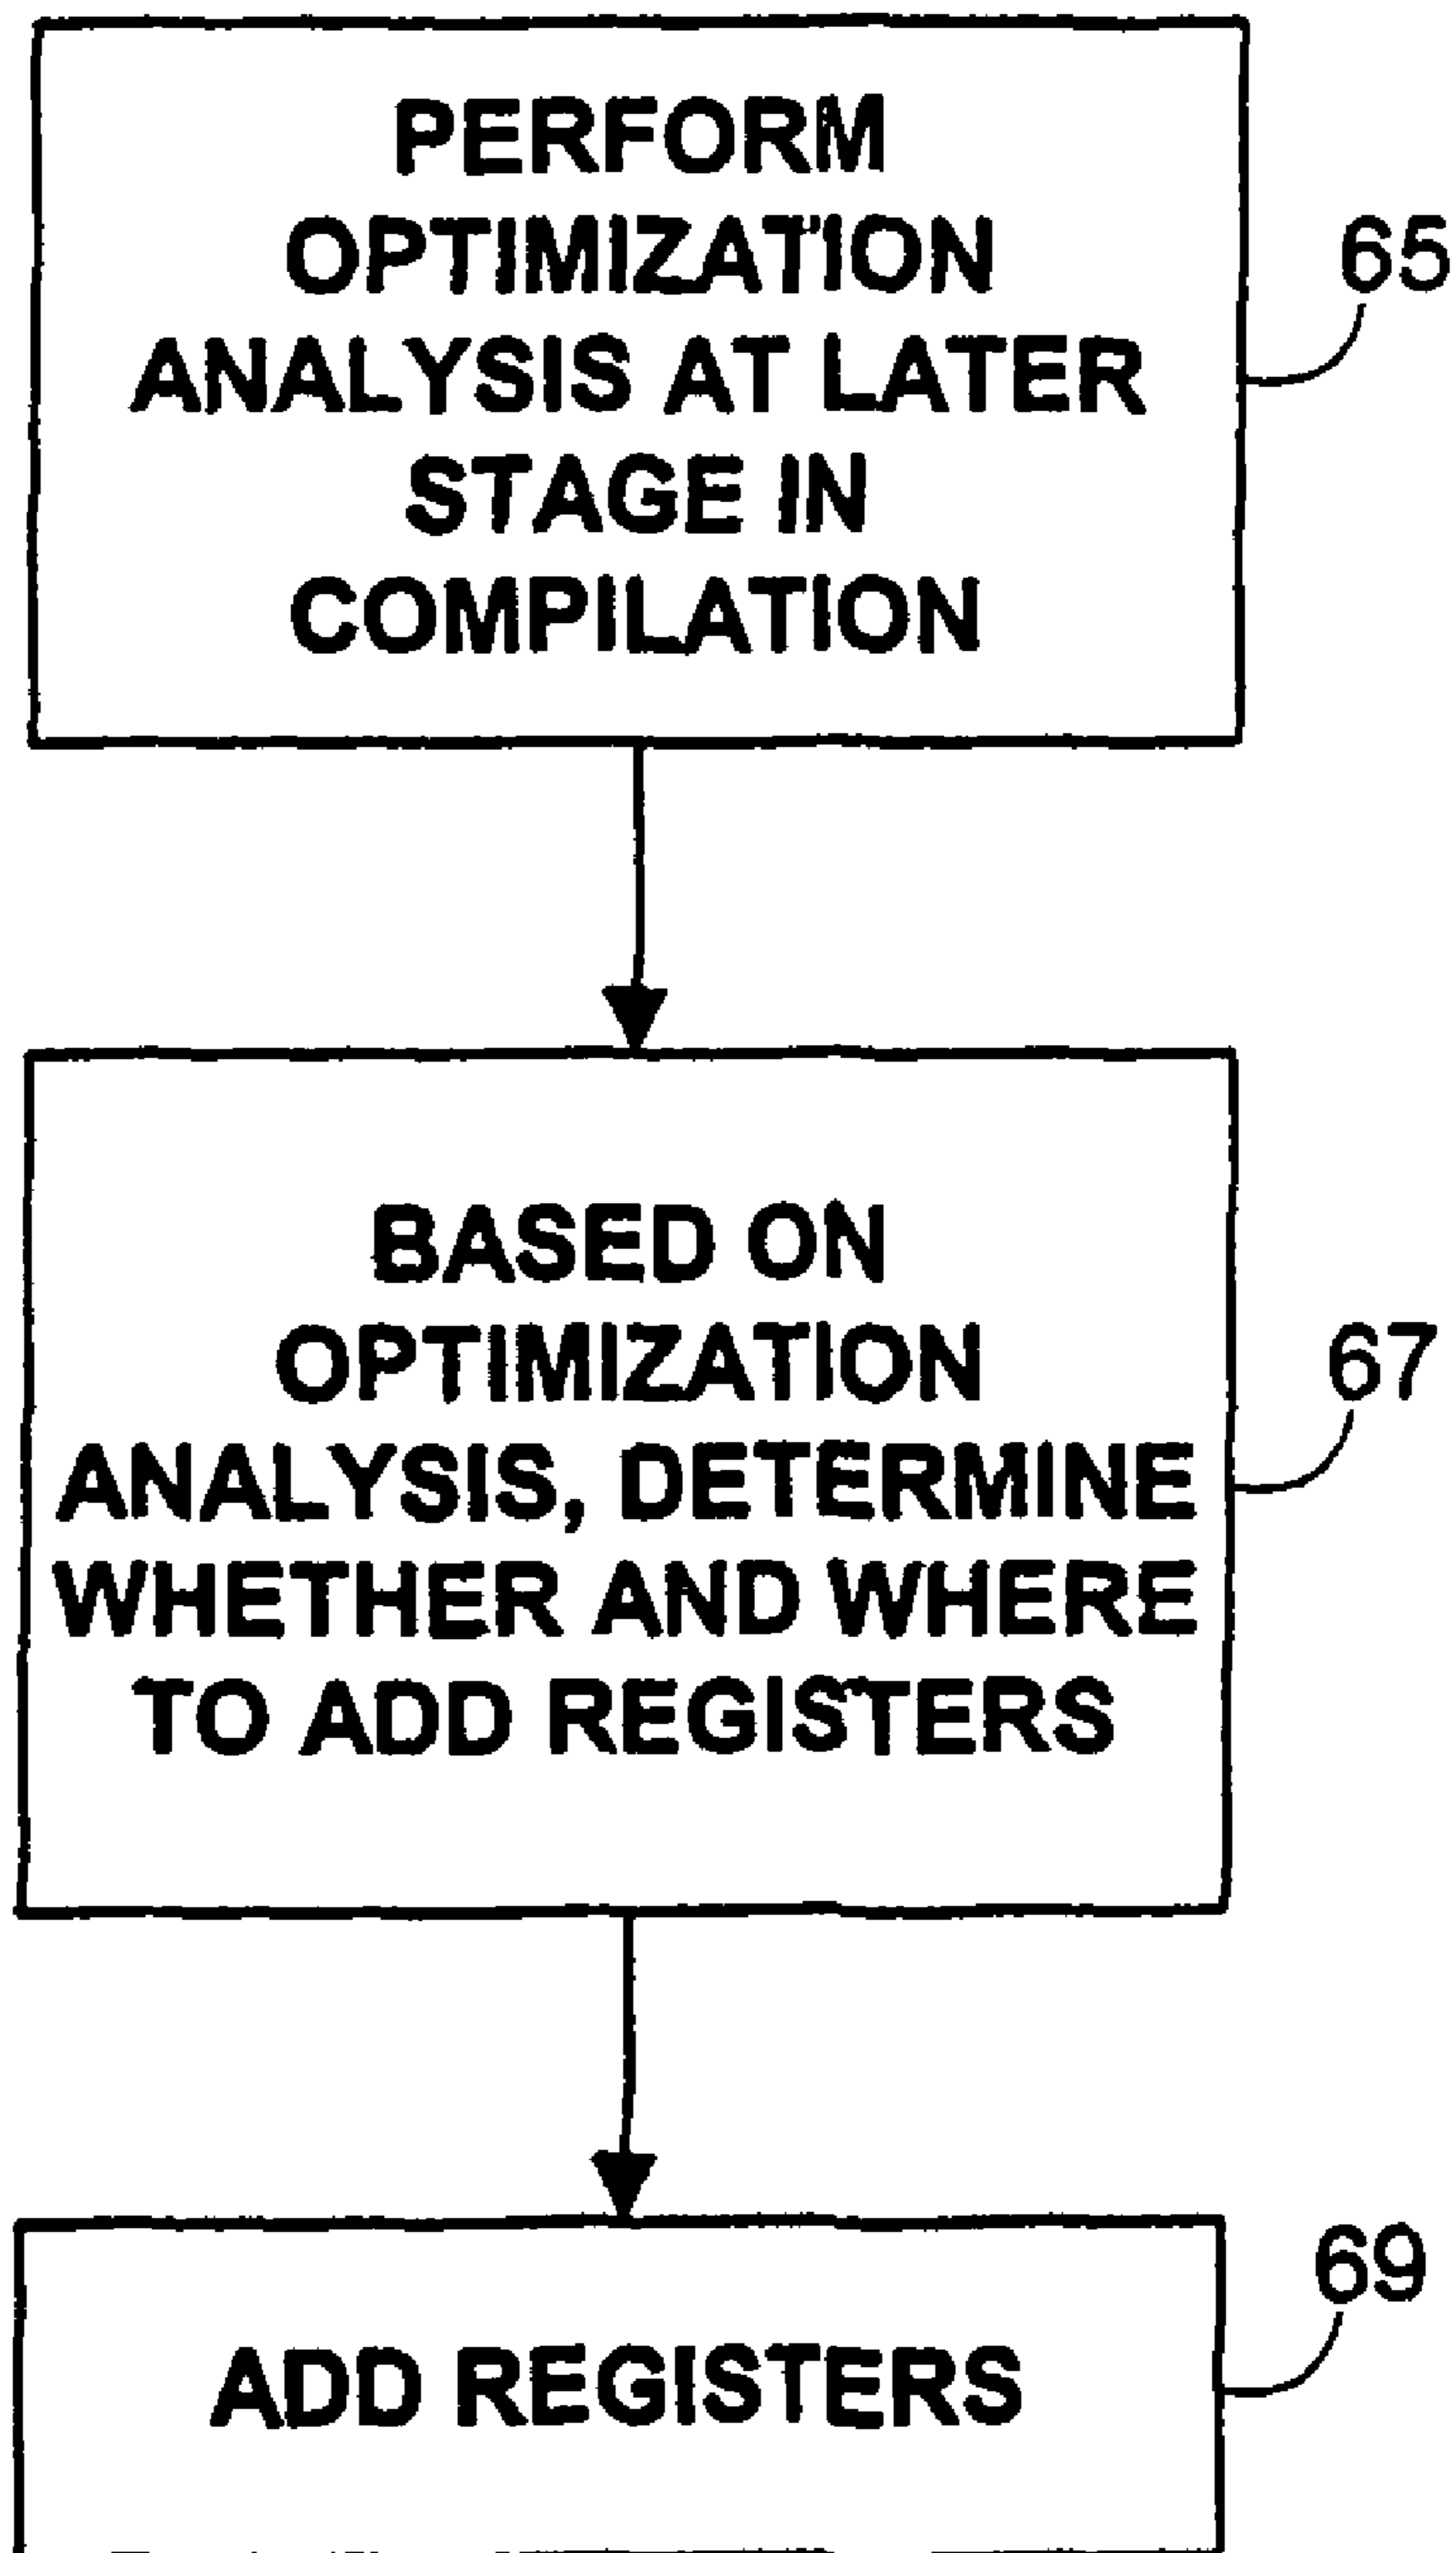 PERFORM
OPTIMIZATION
ANALYSIS AT LATER
STAGE IN
COMPILATION
65
BASED ON
OPTIMIZATION
ANALYSIS, DETERMINE
WHETHER AND WHERE
TO ADD REGISTERS
67
ADD REGISTERS
69